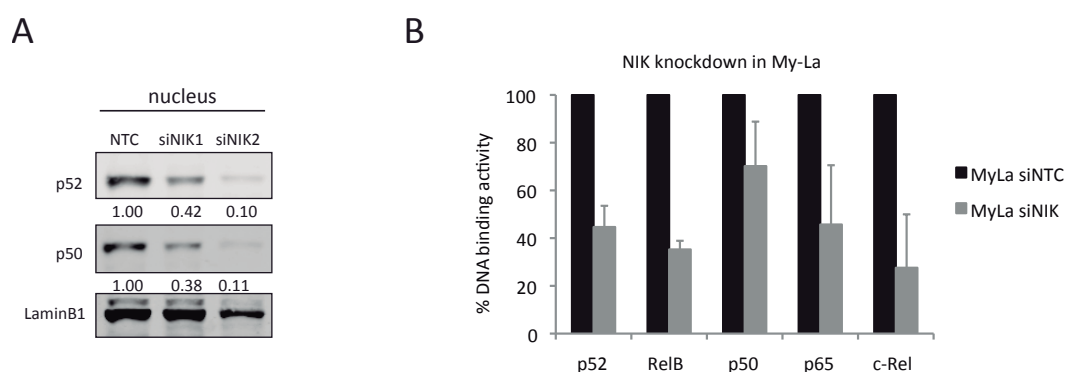 A
nucleus
NTC siNIK1 siNIK2
p52
1.00 0.42 0.10
p50
1.00 0.38 0.11
LaminB1
B
NIK knockdown in My-La
% DNA binding activity
100
80
60
40
20
0
p52 RelB p50 p65 c-Rel
MyLa siNTC
MyLa siNIK